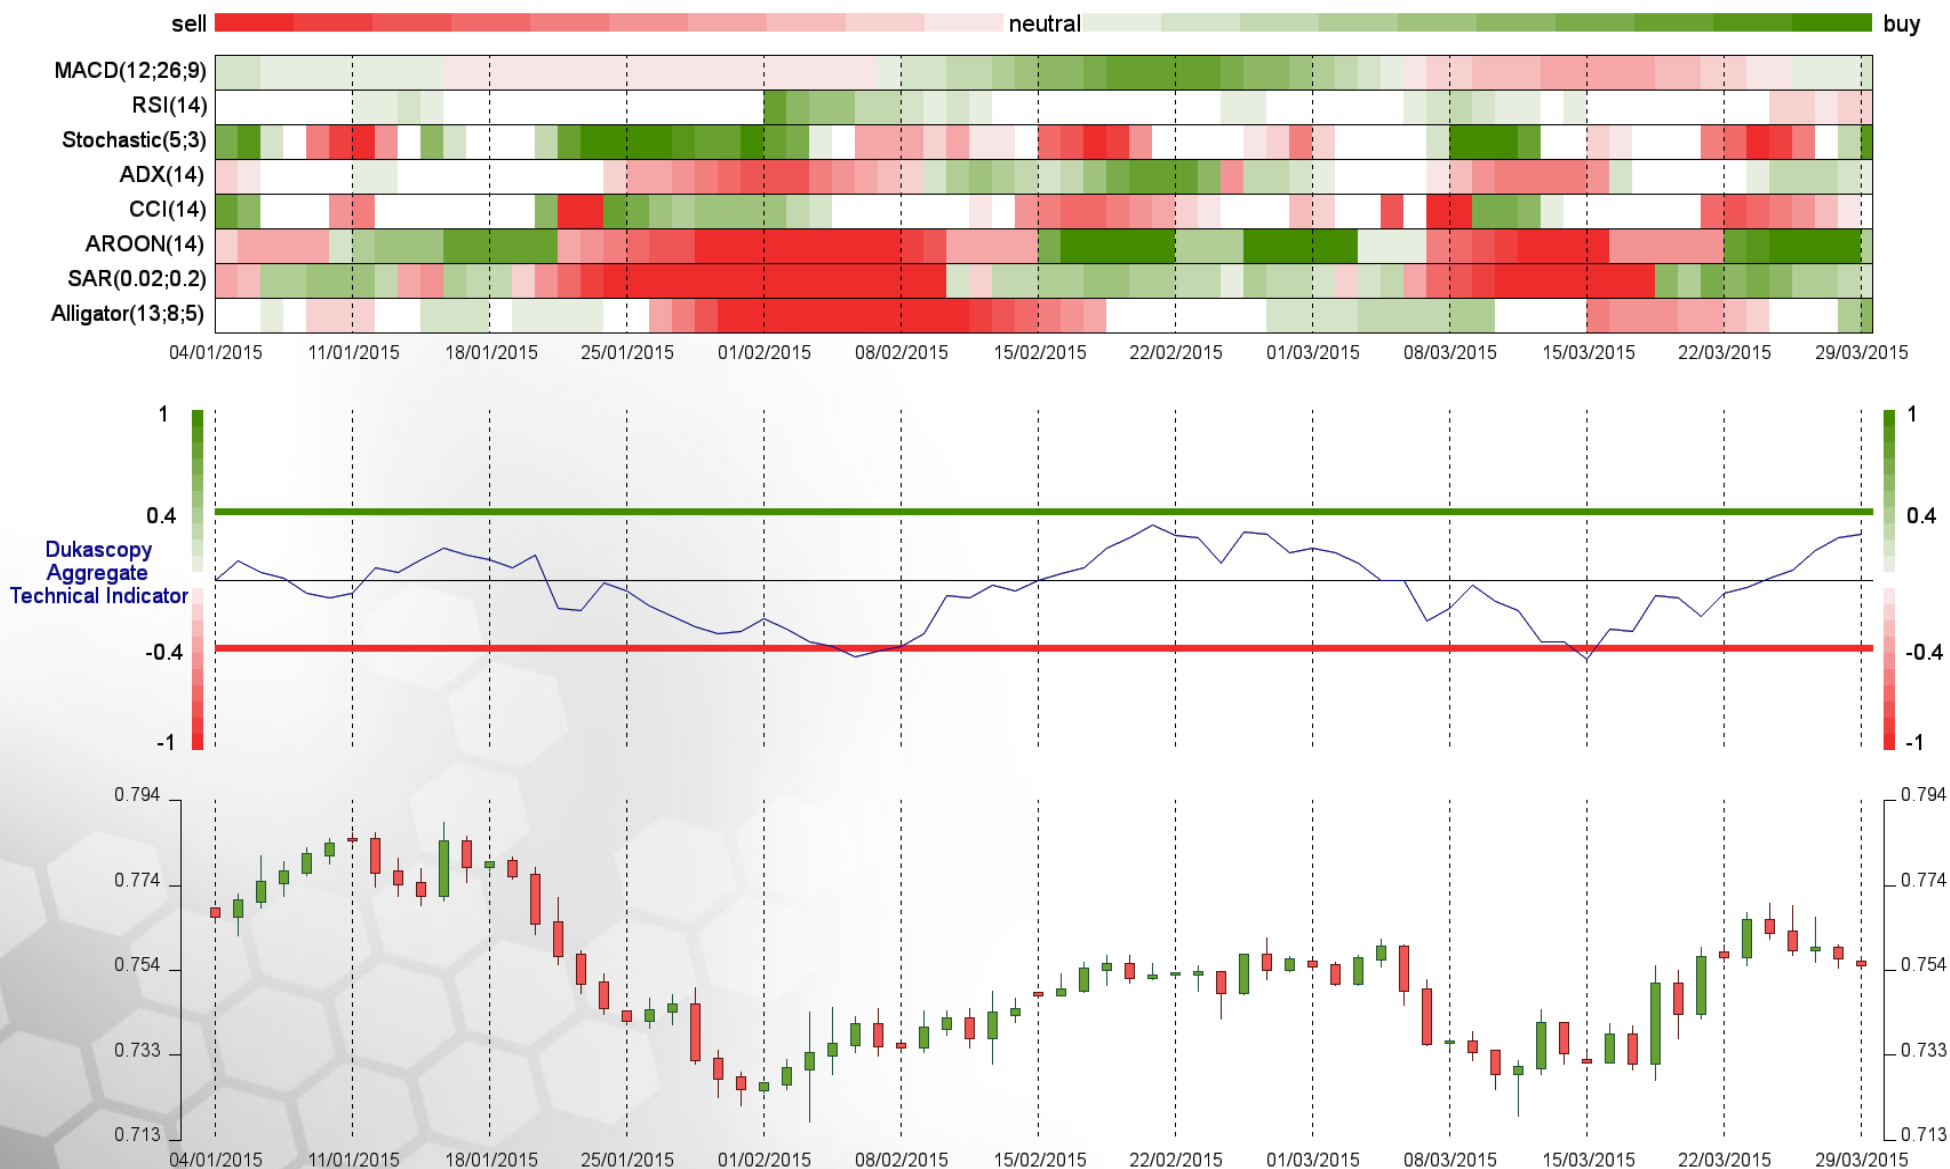 sell neutral buy
MACD(12;26;9)
RSI(14)
Stochastic(5;3)
ADX(14)
CCI(14)
AROON(14)
SAR(0.02;0.2)
Alligator(13;8;5)
04/01/2015 11/01/2015 18/01/2015 25/01/2015 01/02/2015 08/02/2015 15/02/2015 22/02/2015 01/03/2015 08/03/2015 15/03/2015 22/03/2015 29/03/2015
1 1
0.4 0.4
Dukascopy
Aggregate
Technical Indicator
-0.4 -0.4
-1 -1
0.794 0.794
0.774 0.774
0.754 0.754
0.733 0.733
0.713 0.713
04/01/2015 11/01/2015 18/01/2015 25/01/2015 01/02/2015 08/02/2015 15/02/2015 22/02/2015 01/03/2015 08/03/2015 15/03/2015 22/03/2015 29/03/2015